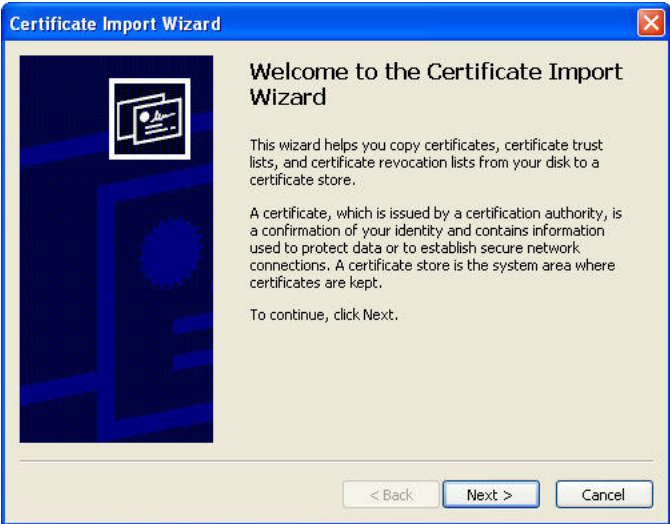 Certificate Import Wizard
Welcome to the Certificate Import
Wizard
This wizard helps you copy certificates, certificate trust
lists, and certificate revocation lists from your disk to a
certificate store.
A certificate, which is issued by a certification authority, is
a confirmation of your identity and contains information
used to protect data or to establish secure network
connections. A certificate store is the system area where
certificates are kept.
To continue, click Next.
< Back Next > Cancel